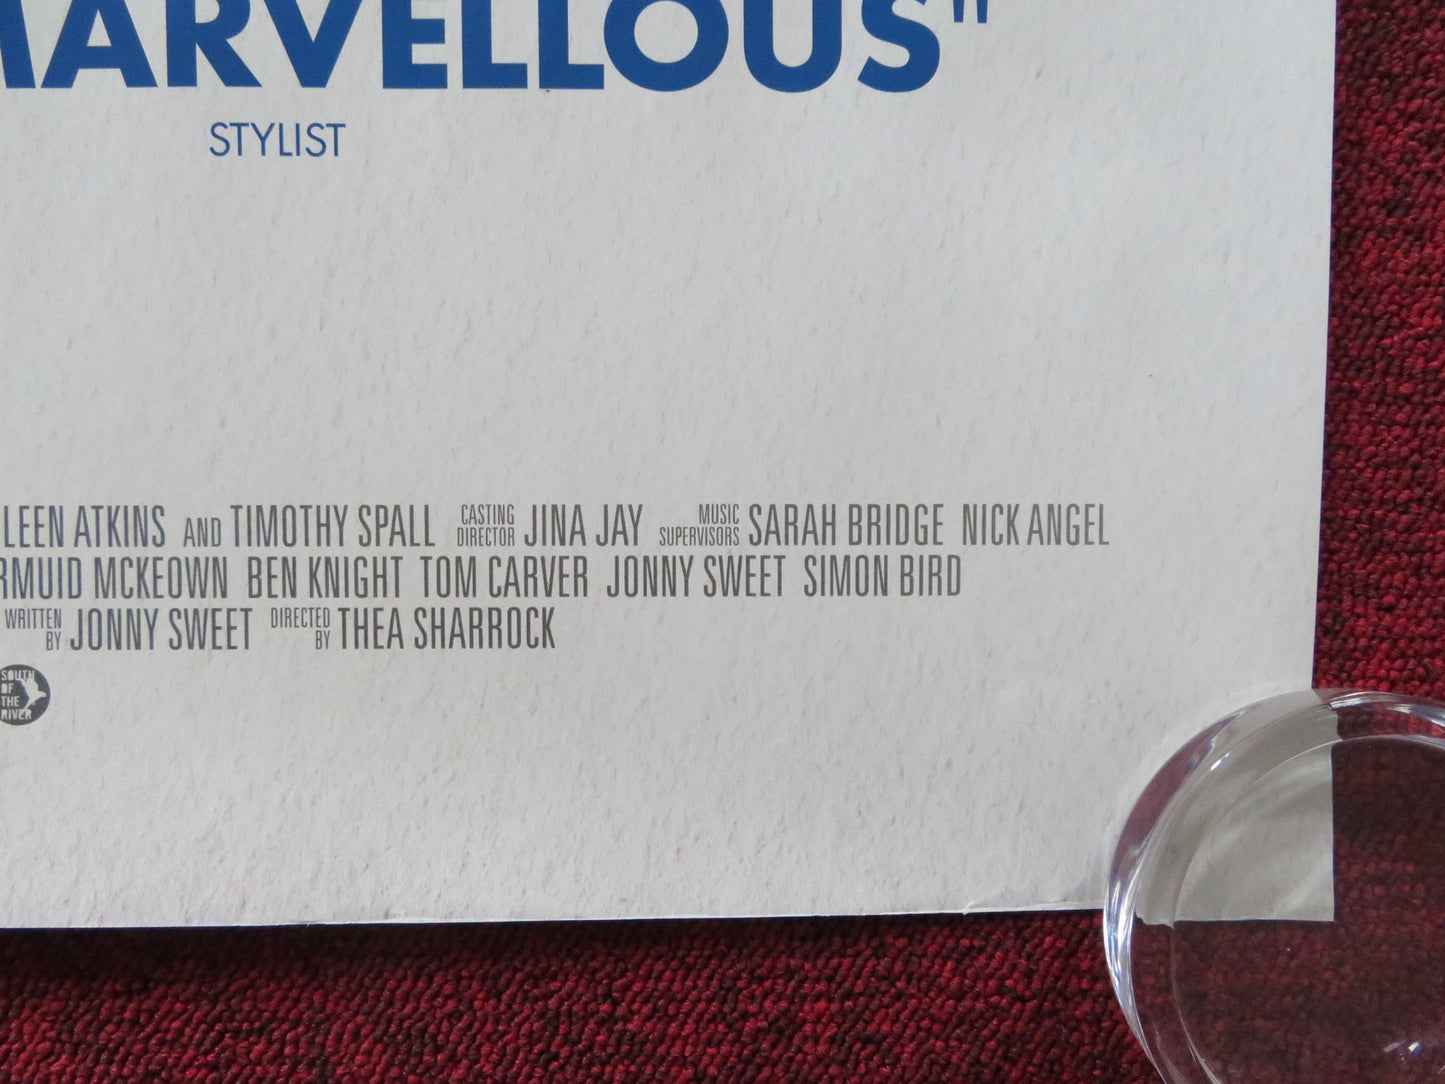 MARVELLOUS"
STYLIST
LEEN ATKINS AND TIMOTHY SPALL CASTING DIRECTOR JINA JAY MUSIC SUPERVISORS SARAH BRIDGE NICK ANGEL
RMUID MCKEOWN BEN KNIGHT TOM CARVER JONNY SWEET SIMON BIRD
WRITTEN BY JONNY SWEET DIRECTED BY THEA SHARROCK
SOUTH
OF
THE
RIVER